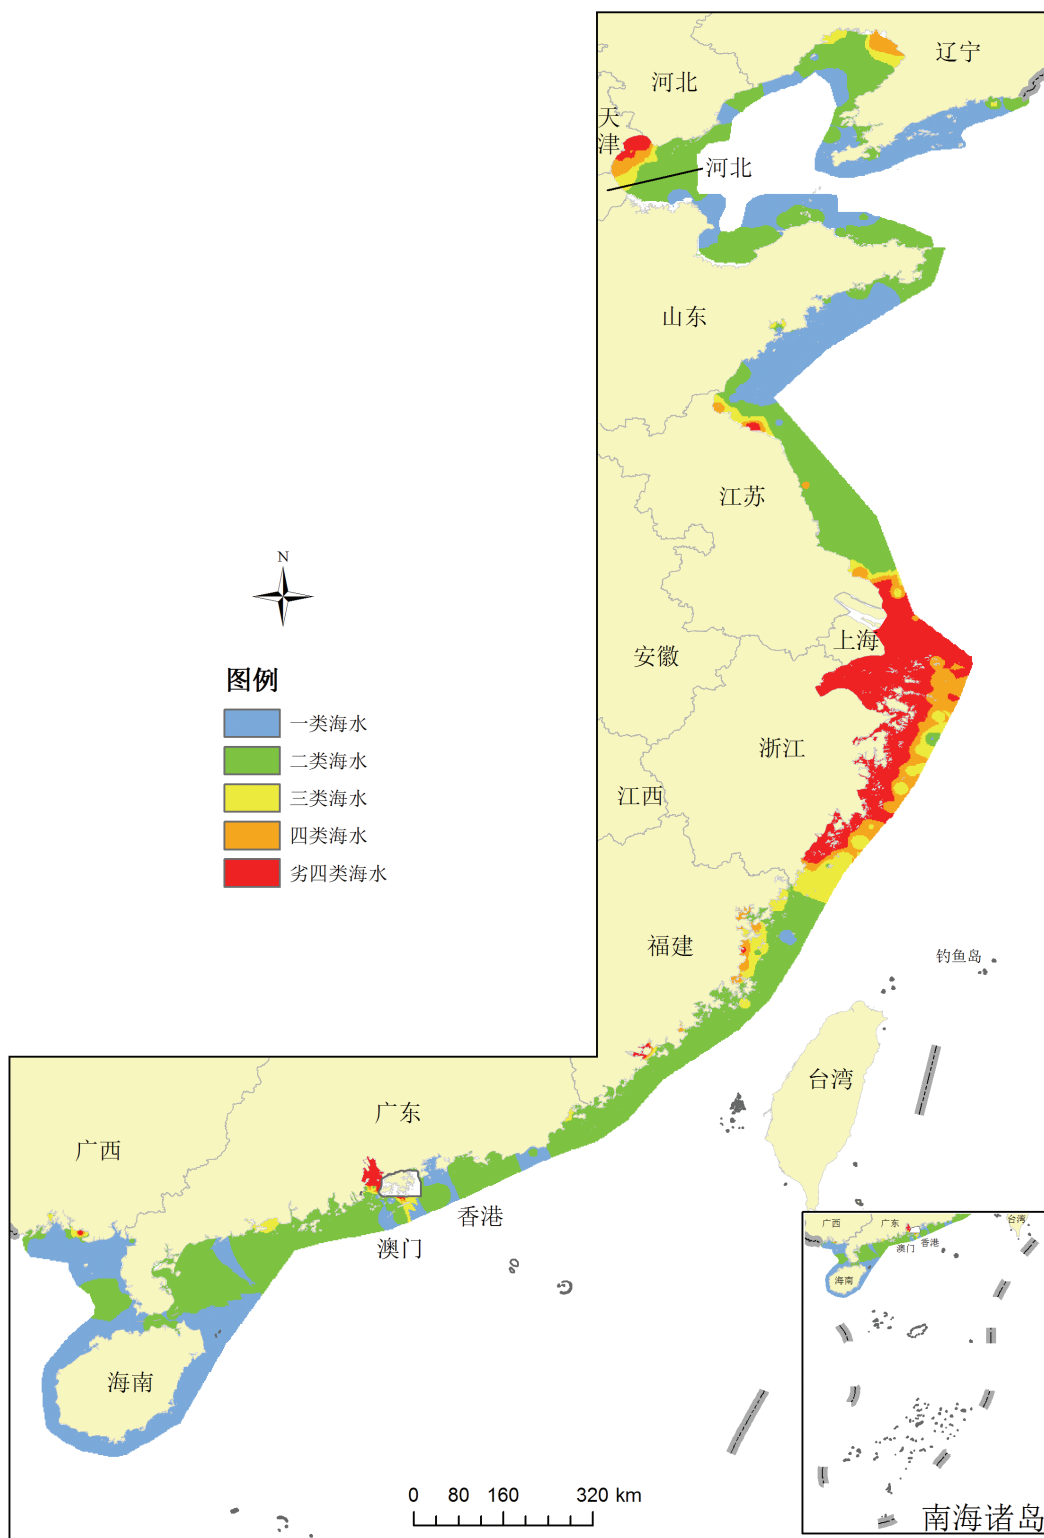 辽宁
河北
天
津
河北
山东
江苏
N
上海
安徽
图例
一类海水
二类海水
三类海水
四类海水
劣四类海水
浙江
江西
福建
钓鱼岛
台湾
广东
广西
香港
澳门
海南
广西
广东
台湾
香港
澳门
海南
南海诸岛
0 80 160 320 km